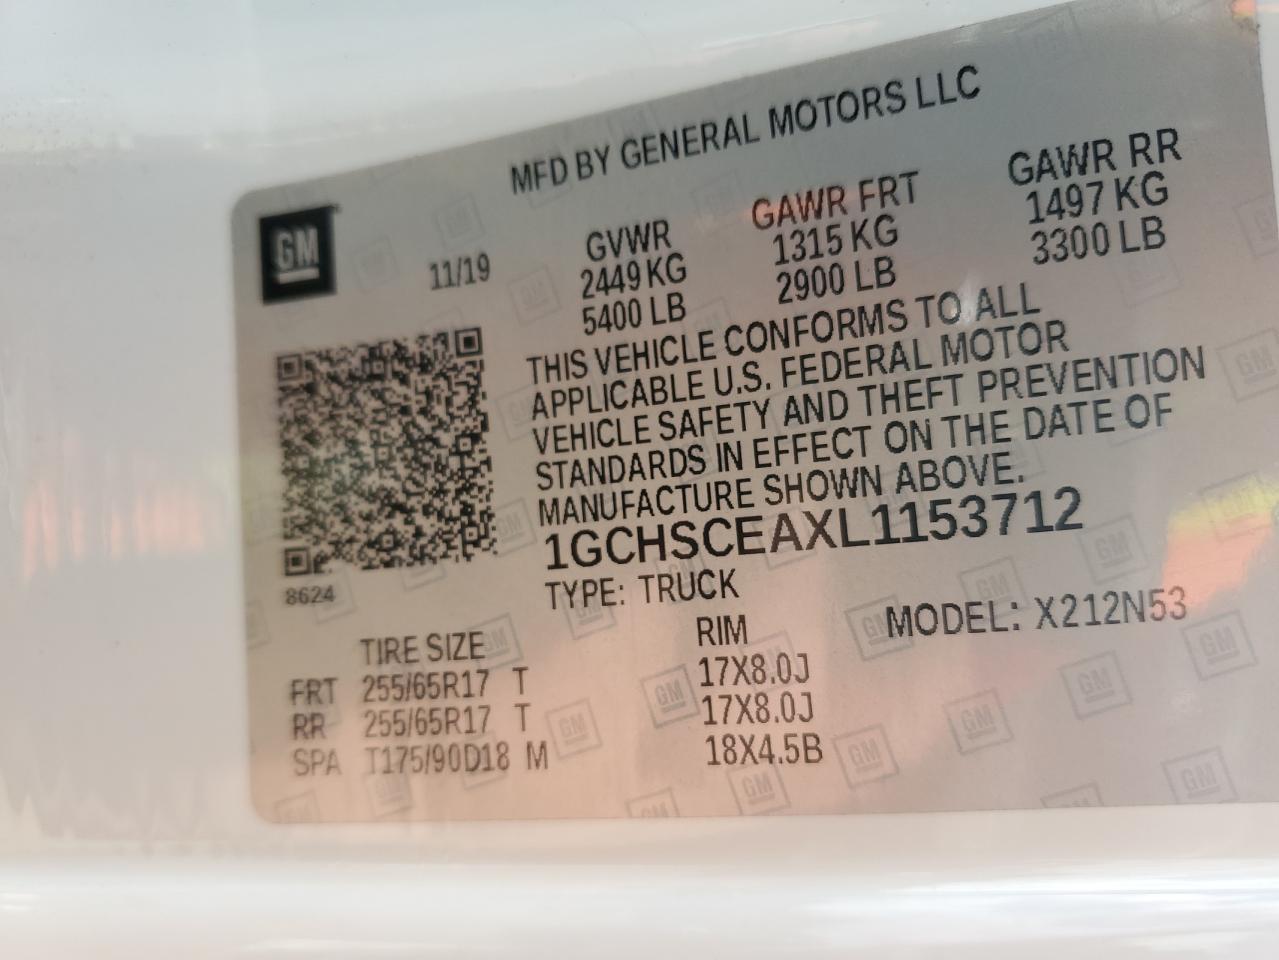 MFD BY GENERAL MOTORS LLC
GM
11/19
GVWR
2449 KG
5400 LB
GAWR FRT
1315 KG
2900 LB
GAWR RR
1497 KG
3300 LB
THIS VEHICLE CONFORMS TO ALL
APPLICABLE U.S. FEDERAL MOTOR
VEHICLE SAFETY AND THEFT PREVENTION
STANDARDS IN EFFECT ON THE DATE OF
MANUFACTURE SHOWN ABOVE.
1GCHSCEAXL1153712
8624
TYPE: TRUCK
MODEL: X212N53
TIRE SIZE RIM
FRT 255/65R17 T 17X8.0J
RR 255/65R17 T 17X8.0J
SPA T175/90D18 M 18X4.5B